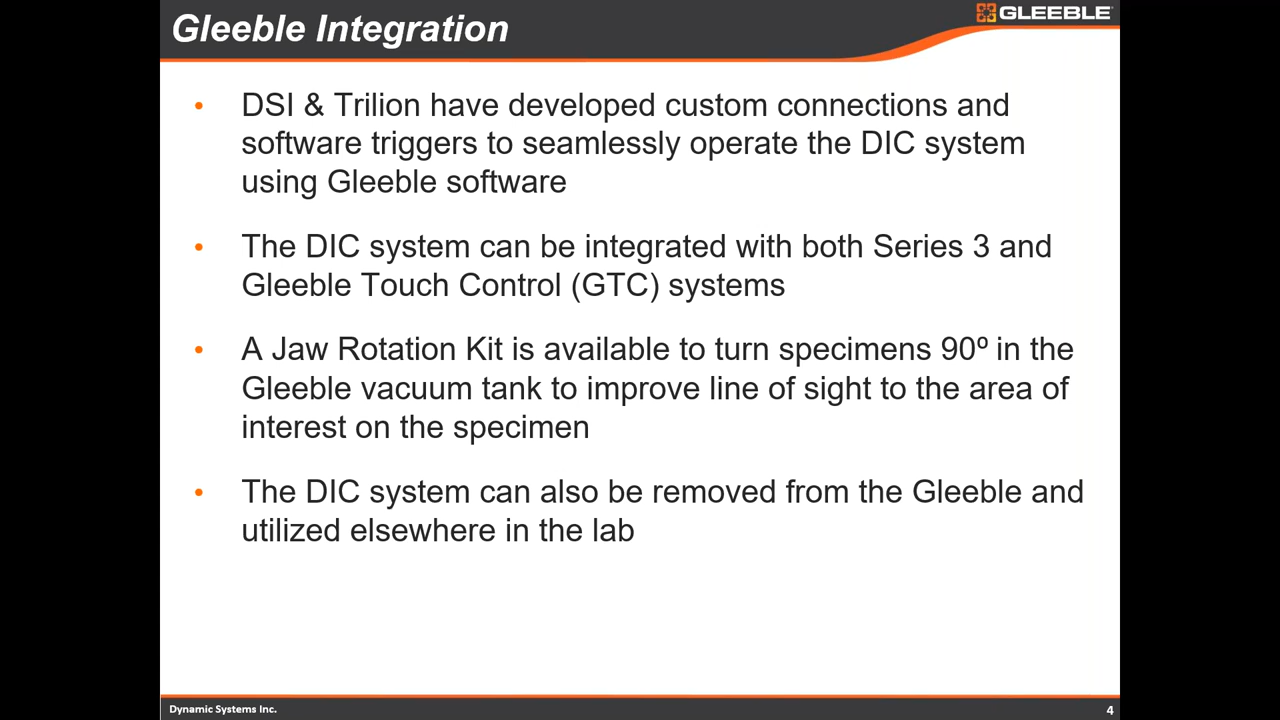 Gleeble Integration
GLEEBLE
• DSI & Trilion have developed custom connections and
software triggers to seamlessly operate the DIC system
using Gleeble software
• The DIC system can be integrated with both Series 3 and
Gleeble Touch Control (GTC) systems
• A Jaw Rotation Kit is available to turn specimens 90º in the
Gleeble vacuum tank to improve line of sight to the area of
interest on the specimen
• The DIC system can also be removed from the Gleeble and
utilized elsewhere in the lab
Dynamic Systems Inc.
4